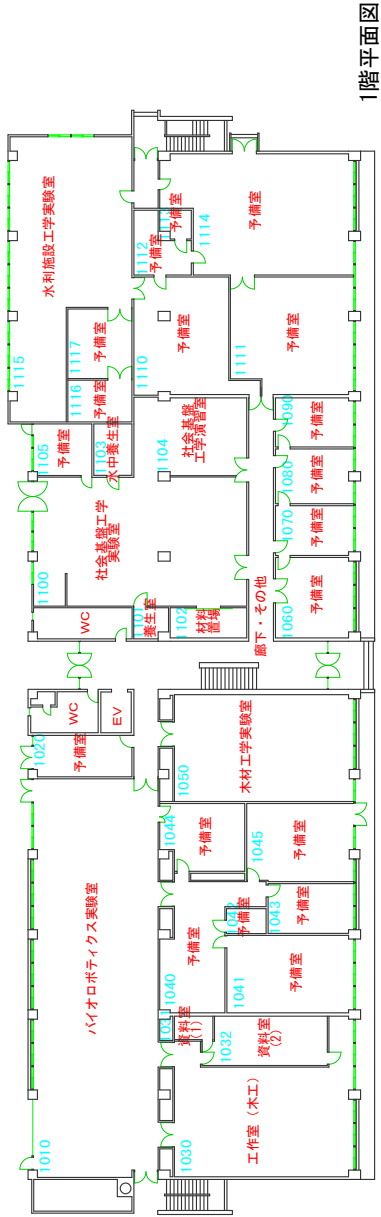 1階平面図
1010
バイオロボティクス実験室
1020
予備室
WC
EV
WC
1100
社会基盤工学
実験室
1105
予備室
1103
水中養生室
1115
水利施設工学実験室
1116
予備室
1117
予備室
1101
養生室
1102
材料
置場
1104
社会基盤
工学演習室
1110
予備室
1112
予備室
1113
予備室
1114
予備室
1111
予備室
廊下・その他
1030
工作室（木工）
1031
資料室
(1)
1032
資料室
(2)
1040
予備室
1041
予備室
1042
予備室
1043
予備室
1044
予備室
1045
予備室
1050
木材工学実験室
1060
予備室
1070
予備室
1080
予備室
1090
予備室